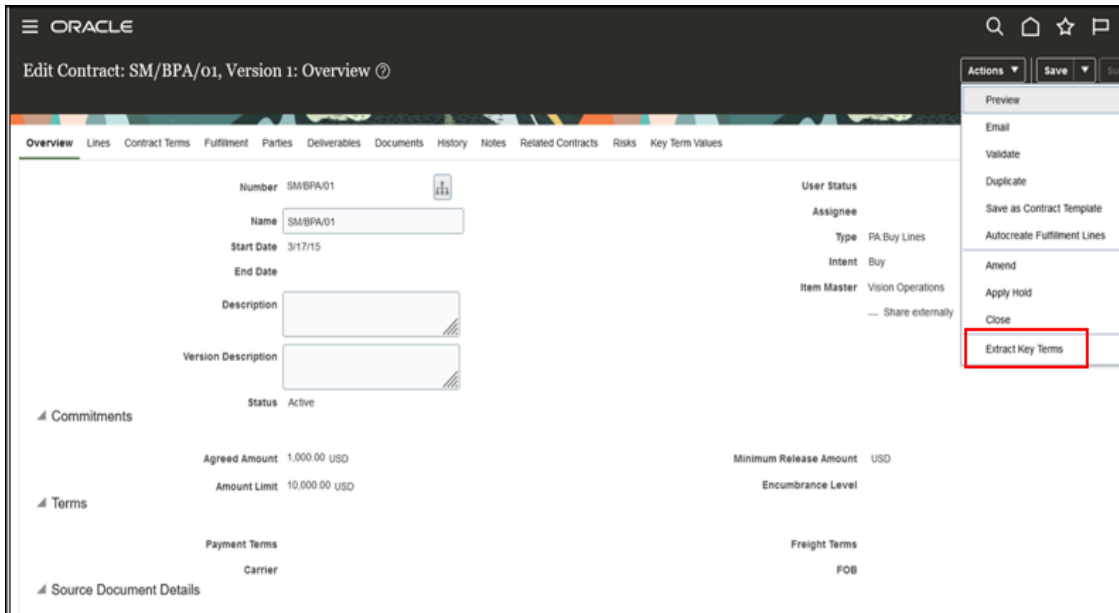 ORACLE
Edit Contract: SM/BPA/01, Version 1: Overview
Actions Save
Preview
Email
Validate
Duplicate
Save as Contract Template
Autocreate Fulfillment Lines
Amend
Apply Hold
Close
Extract Key Terms
Overview Lines Contract Terms Fulfillment Parties Deliverables Documents History Notes Related Contracts Risks Key Term Values
Number SM/BPA/01
Name SM/BPA/01
Start Date 3/17/15
End Date
Description
Version Description
Status Active
User Status
Assignee
Type PA:Buy Lines
Intent Buy
Item Master Vision Operations
Share externally
Commitments
Agreed Amount 1,000.00 USD
Amount Limit 10,000.00 USD
Minimum Release Amount USD
Encumbrance Level
Terms
Payment Terms
Carrier
Freight Terms
FOB
Source Document Details